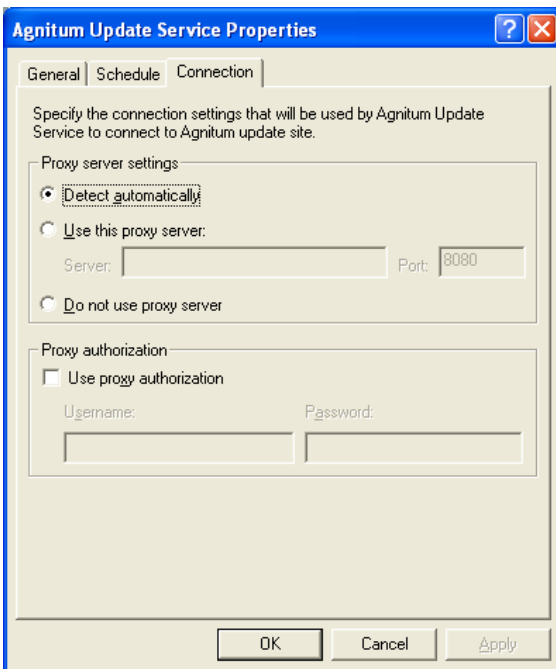 Agnitum Update Service Properties
General Schedule Connection
Specify the connection settings that will be used by Agnitum Update
Service to connect to Agnitum update site.
Proxy server settings
Detect automatically
Use this proxy server:
Server: Port: 8080
Do not use proxy server
Proxy authorization
Use proxy authorization
Username: Password:
OK Cancel Apply